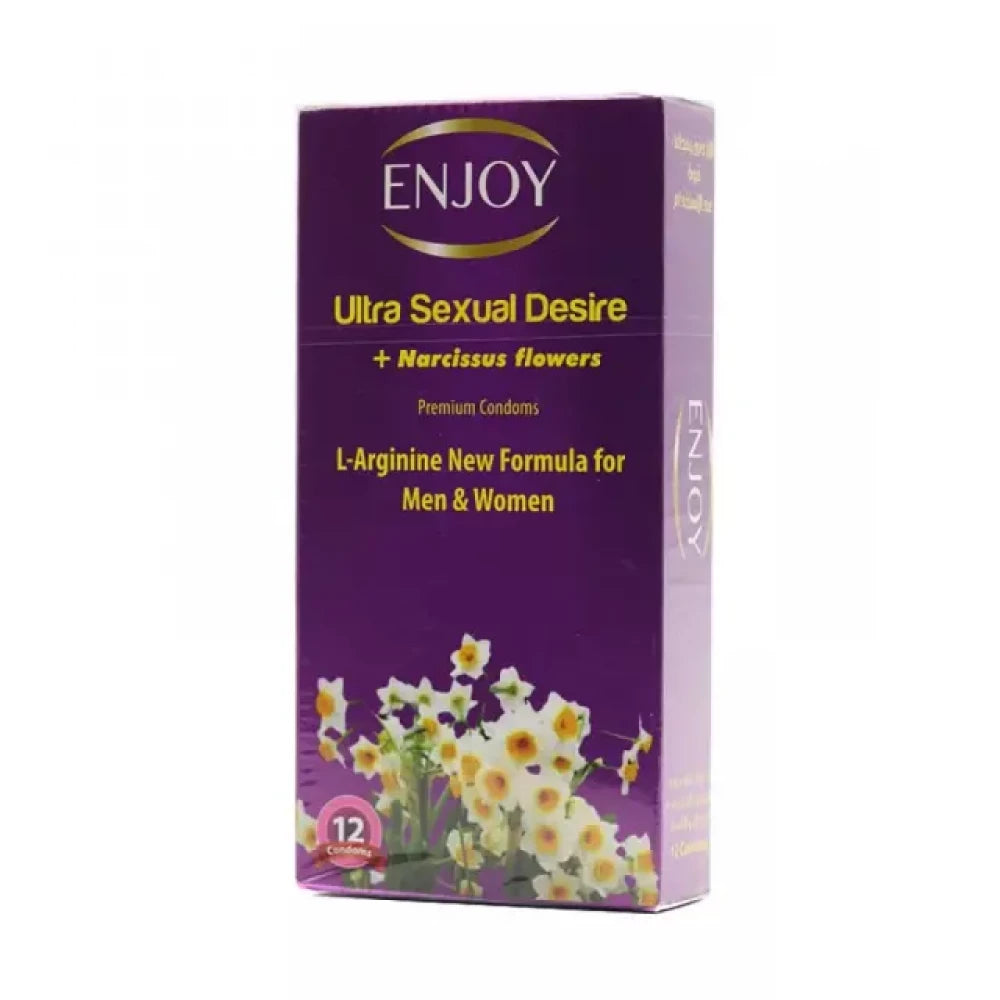 ENJOY
Ultra Sexual Desire
+ Narcissus flowers
Premium Condoms
L-Arginine New Formula for
Men & Women
12
Condoms
ENJOY